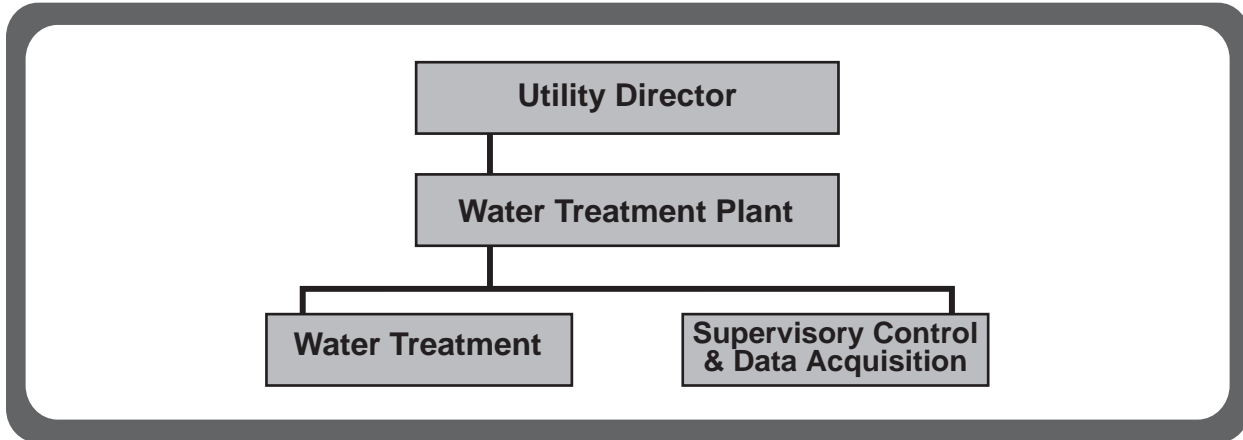 Utility Director
Water Treatment Plant
Water Treatment
Supervisory Control
& Data Acquisition